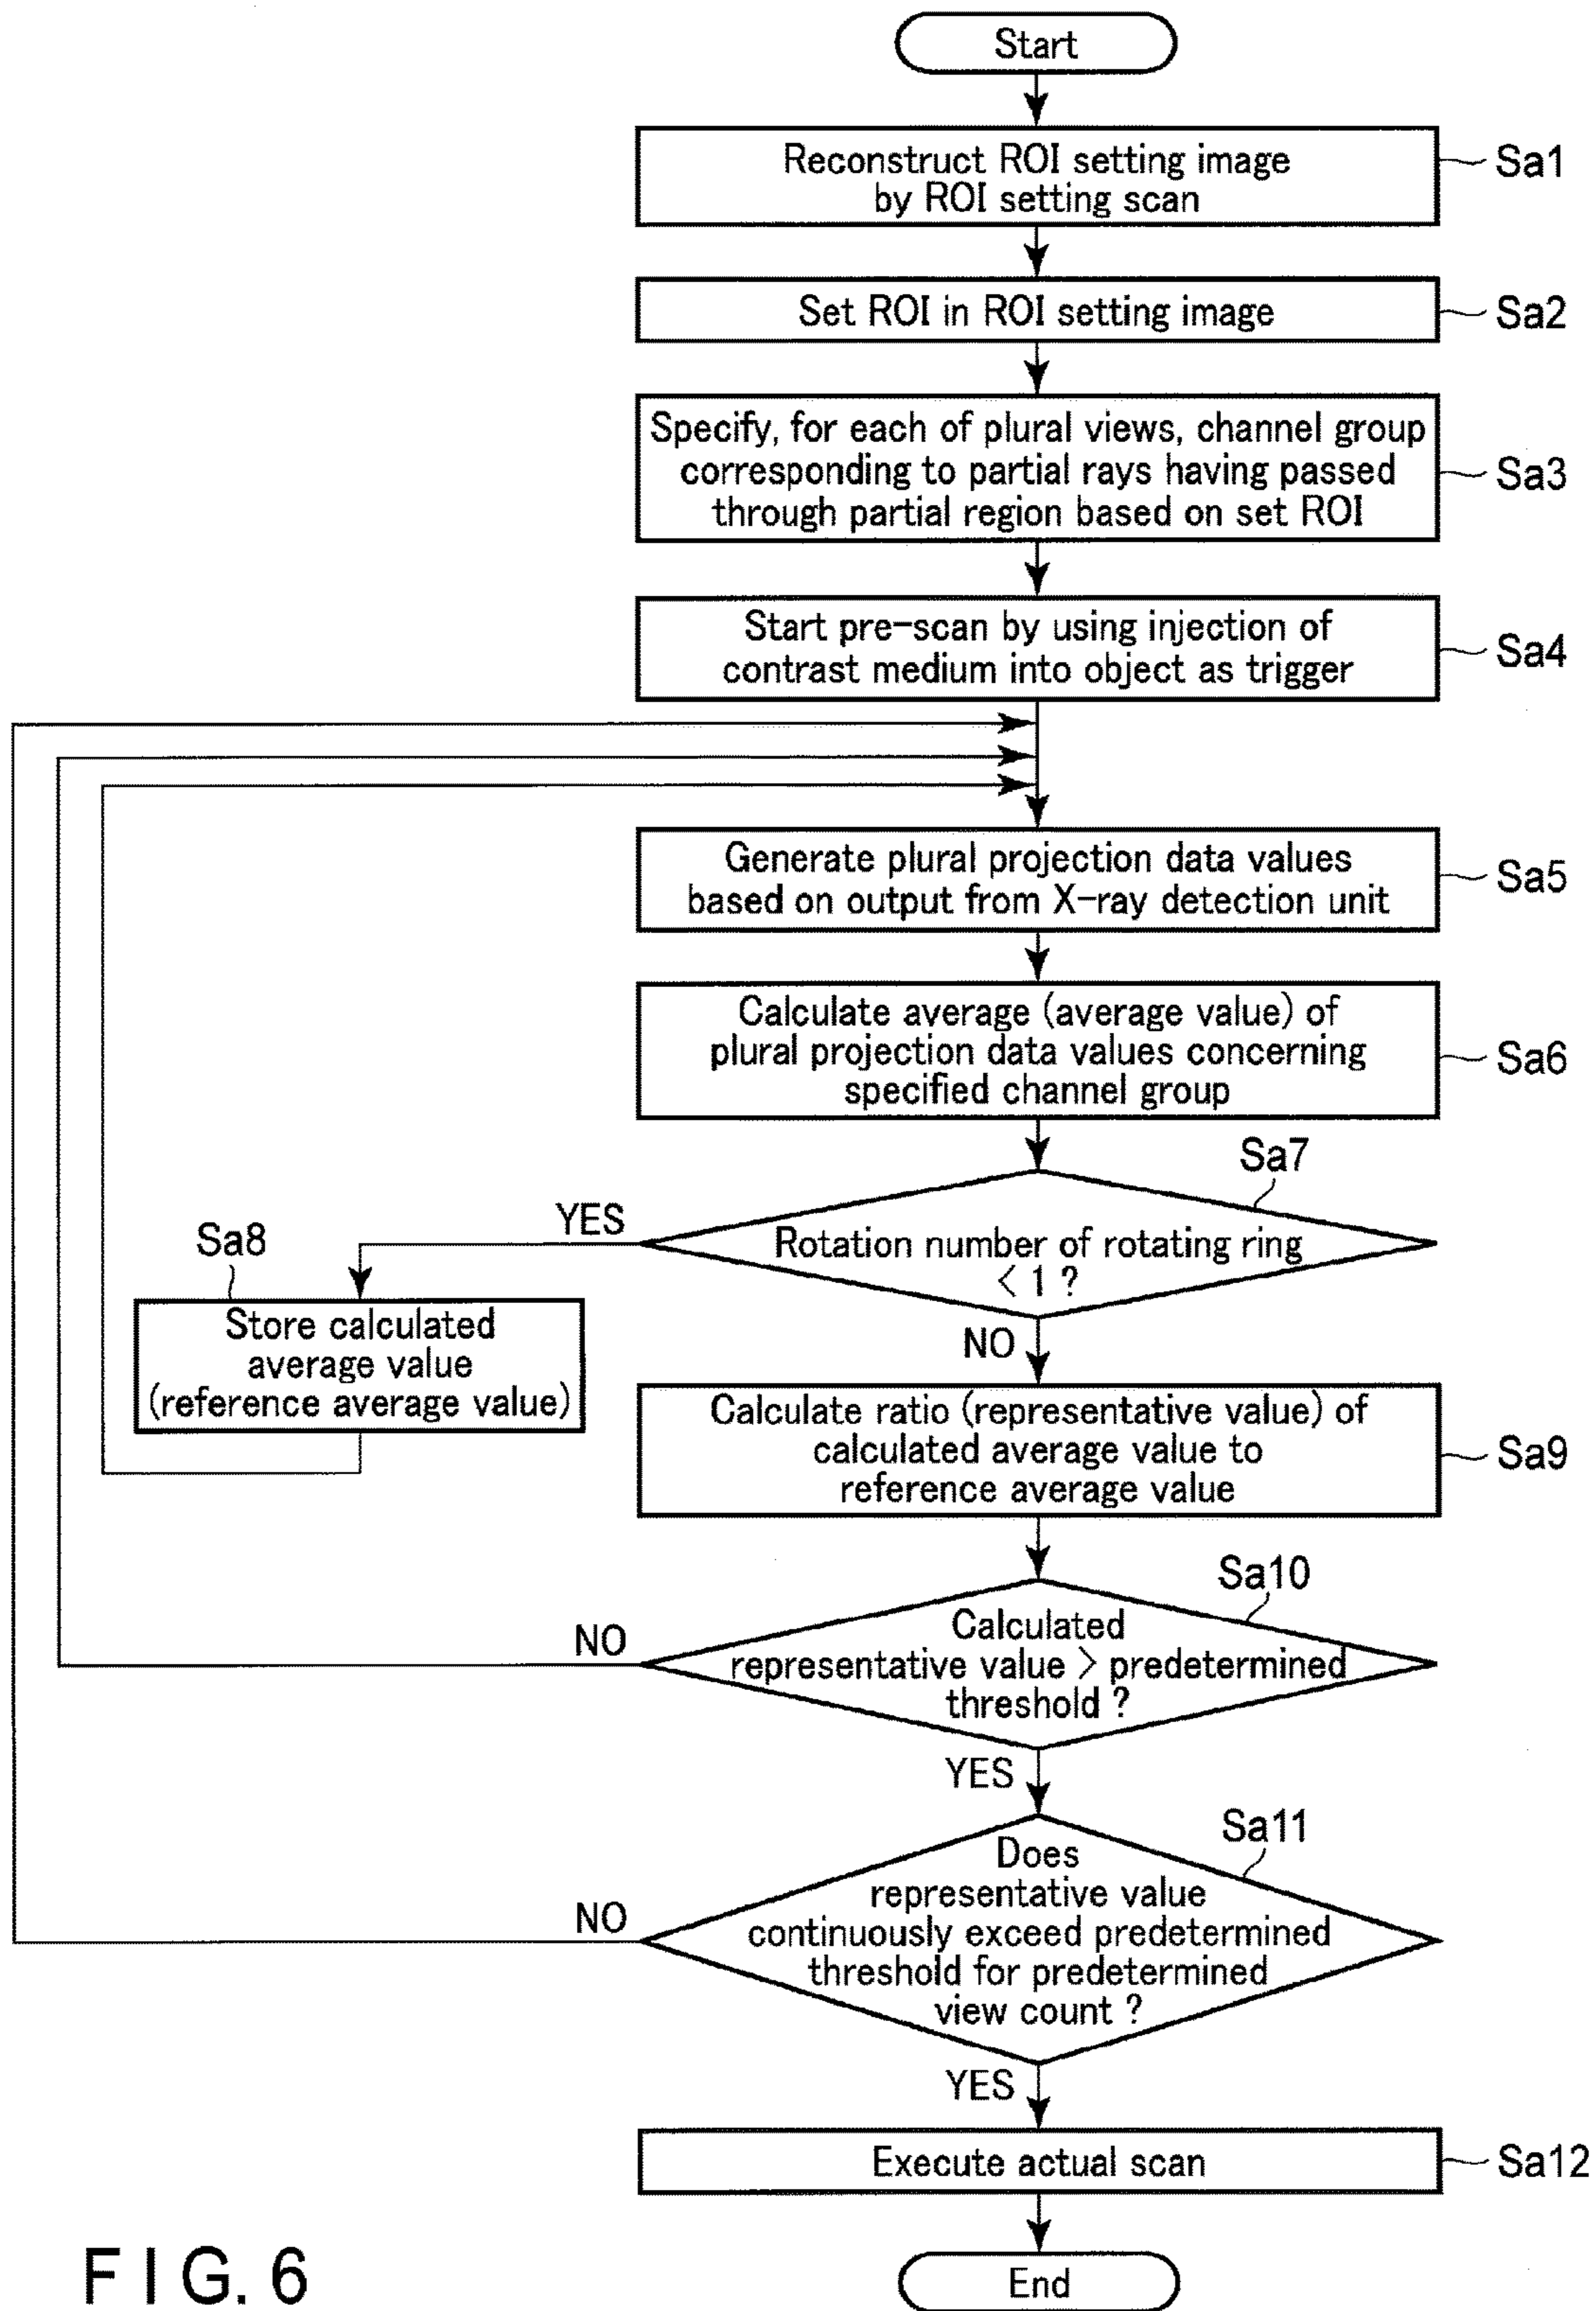 Start
Reconstruct ROI setting image
by ROI setting scan
Sa1
Set ROI in ROI setting image
Sa2
Specify, for each of plural views, channel group
corresponding to partial rays having passed
through partial region based on set ROI
Sa3
Start pre-scan by using injection of
contrast medium into object as trigger
Sa4
Generate plural projection data values
based on output from X-ray detection unit
Sa5
Calculate average (average value) of
plural projection data values concerning
specified channel group
Sa6
Sa7
Rotation number of rotating ring
< 1 ?
YES
Sa8
Store calculated
average value
(reference average value)
NO
Calculate ratio (representative value) of
calculated average value to
reference average value
Sa9
Sa10
Calculated
representative value > predetermined
threshold ?
NO
YES
Sa11
Does
representative value
continuously exceed predetermined
threshold for predetermined
view count ?
NO
YES
Execute actual scan
Sa12
End
FIG. 6